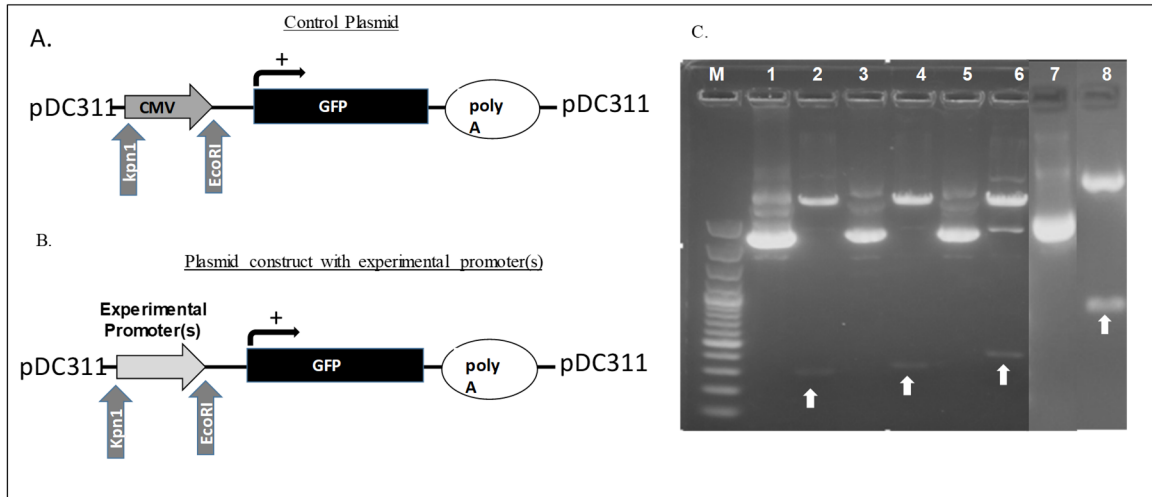 A.
Control Plasmid
+
pDC311
CMV
GFP
poly
A
pDC311
kpn1
EcoRI
B.
Plasmid construct with experimental promoter(s)
Experimental
Promoter(s)
+
pDC311
GFP
poly
A
pDC311
Kpn1
EcoRI
C.
M 1 2 3 4 5 6 7 8